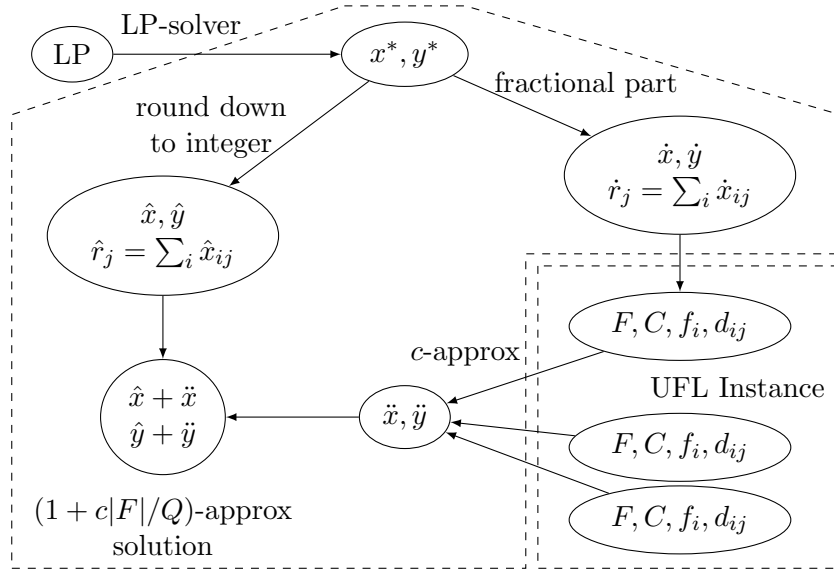 LP-solver
LP
x*, y*
fractional part
round down
to integer
ẋ, ẏ
ṙ_j = ∑_i ẋ_ij
x̂, ŷ
r̂_j = ∑_i x̂_ij
F, C, f_i, d_ij
c-approx
UFL Instance
x̂ + ẍ
ŷ + ÿ
ẍ, ÿ
F, C, f_i, d_ij
F, C, f_i, d_ij
(1 + c|F|/Q)-approx
solution